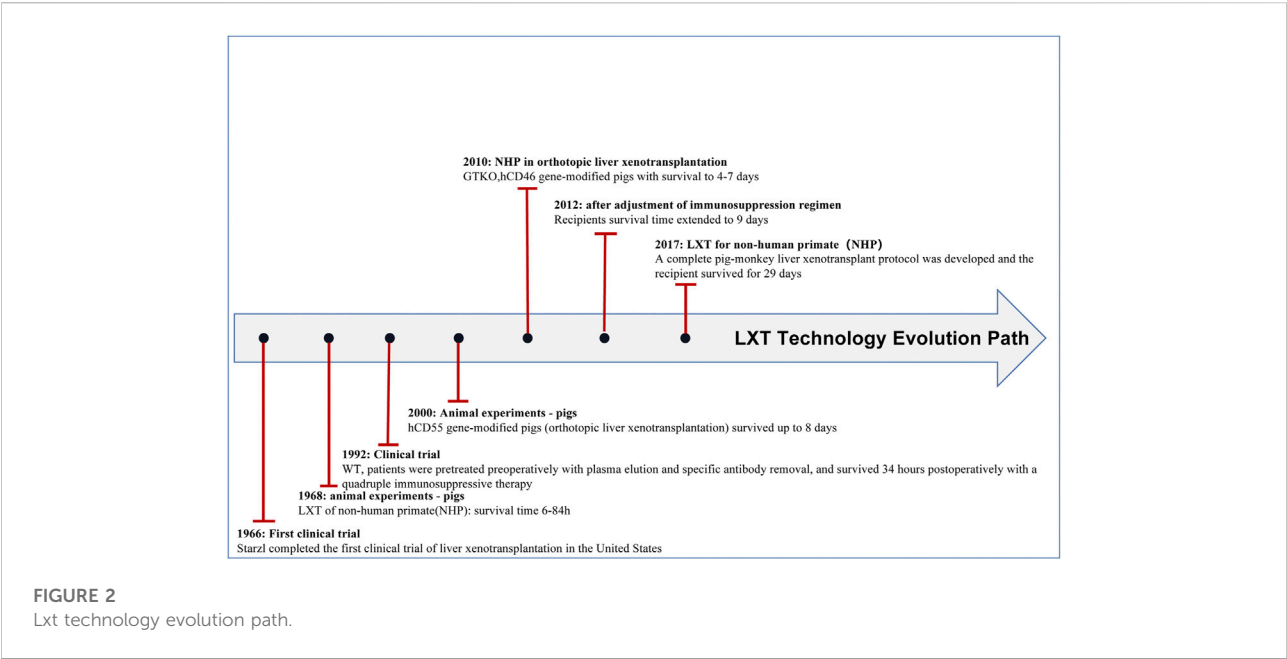 2010: NHP in orthotopic liver xenotransplantation
GTKO,hCD46 gene-modified pigs with survival to 4-7 days
2012: after adjustment of immunosuppression regimen
Recipients survival time extended to 9 days
2017: LXT for non-human primate（NHP）
A complete pig-monkey liver xenotransplant protocol was developed and the
recipient survived for 29 days
LXT Technology Evolution Path
2000: Animal experiments - pigs
hCD55 gene-modified pigs (orthotopic liver xenotransplantation) survived up to 8 days
1992: Clinical trial
WT, patients were pretreated preoperatively with plasma elution and specific antibody removal, and survived 34 hours postoperatively with a
quadruple immunosuppressive therapy
1968: animal experiments - pigs
LXT of non-human primate(NHP): survival time 6-84h
1966: First clinical trial
Starzl completed the first clinical trial of liver xenotransplantation in the United States
FIGURE 2
Lxt technology evolution path.